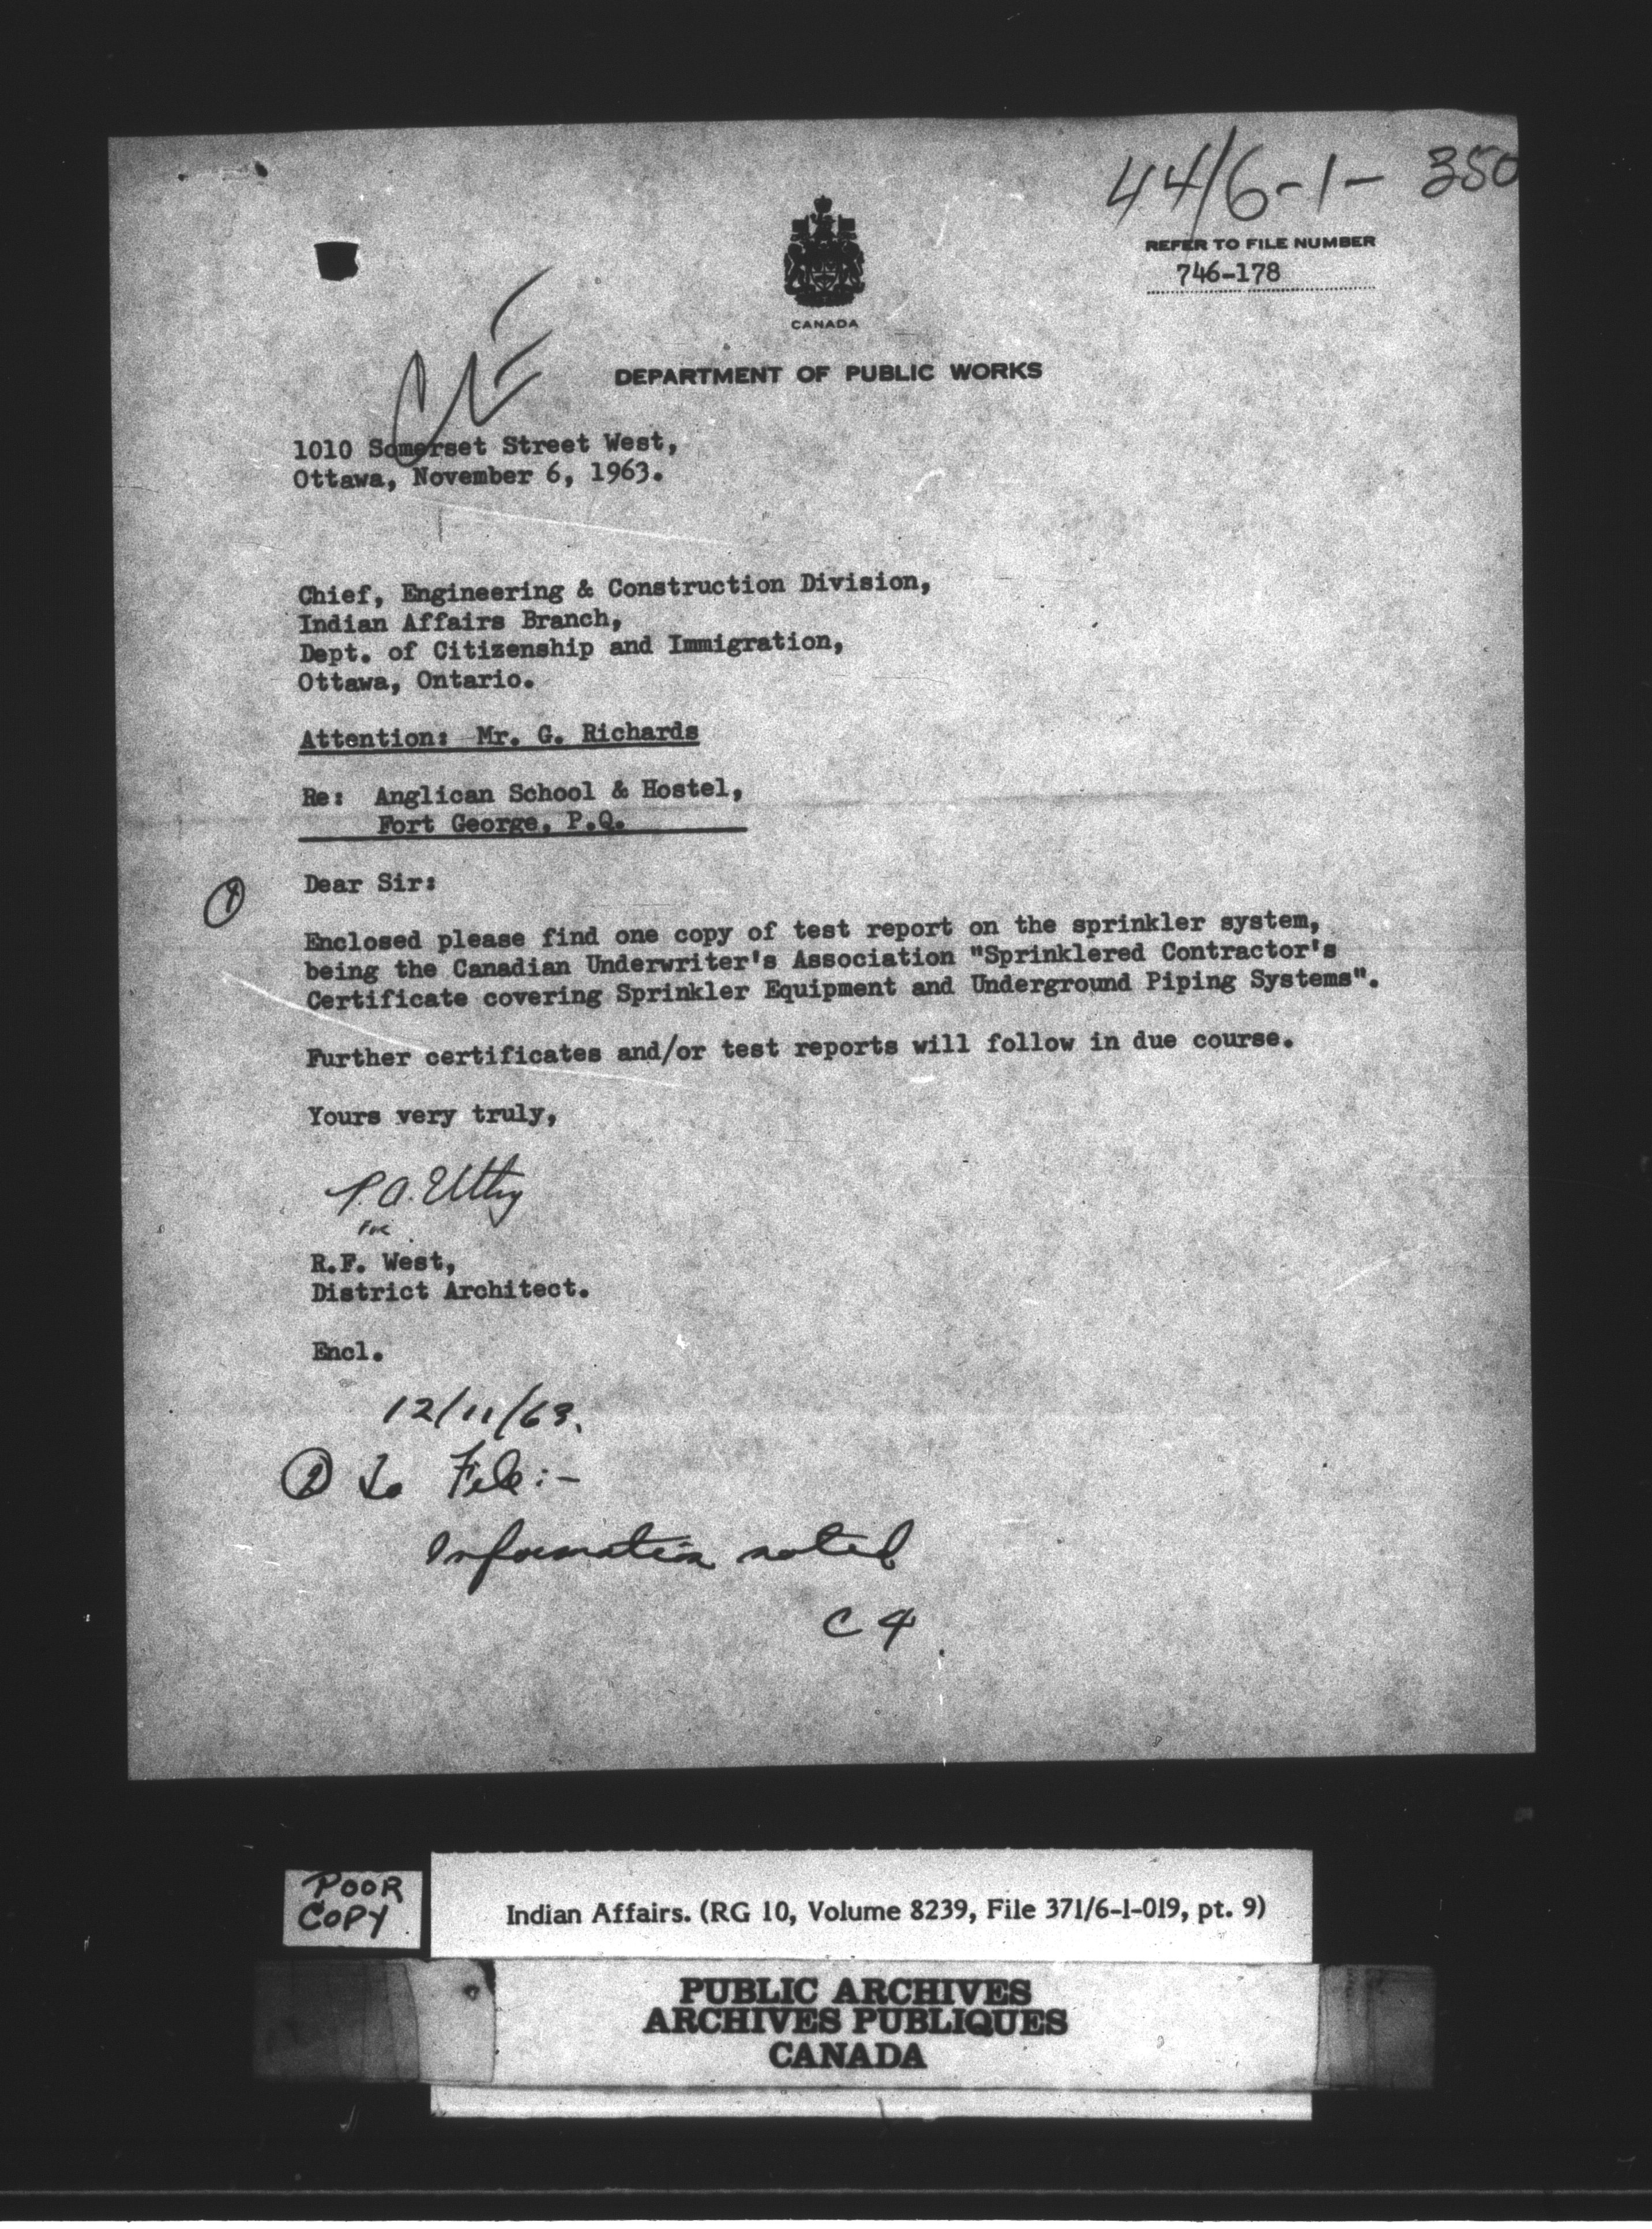 44/6-1-350
REFER TO FILE NUMBER
746-178
CANADA
DEPARTMENT OF PUBLIC WORKS
1010 Somerset Street West,
Ottawa, November 6, 1963.
Chief, Engineering & Construction Division,
Indian Affairs Branch,
Dept. of Citizenship and Immigration,
Ottawa, Ontario.
Attention: Mr. G. Richards
Re: Anglican School & Hostel,
Fort George, P.Q.
1
Dear Sir:
Enclosed please find one copy of test report on the sprinkler system,
being the Canadian Underwriter's Association "Sprinklered Contractor's
Certificate covering Sprinkler Equipment and Underground Piping Systems".
Further certificates and/or test reports will follow in due course.
Yours very truly,
For
R.F. West,
District Architect.
Encl.
12/11/63.
2 To File:-
Information noted
POOR
COPY
Indian Affairs. (RG 10, Volume 8239, File 371/6-1-019, pt. 9)
PUBLIC ARCHIVES
ARCHIVES PUBLIQUES
CANADA